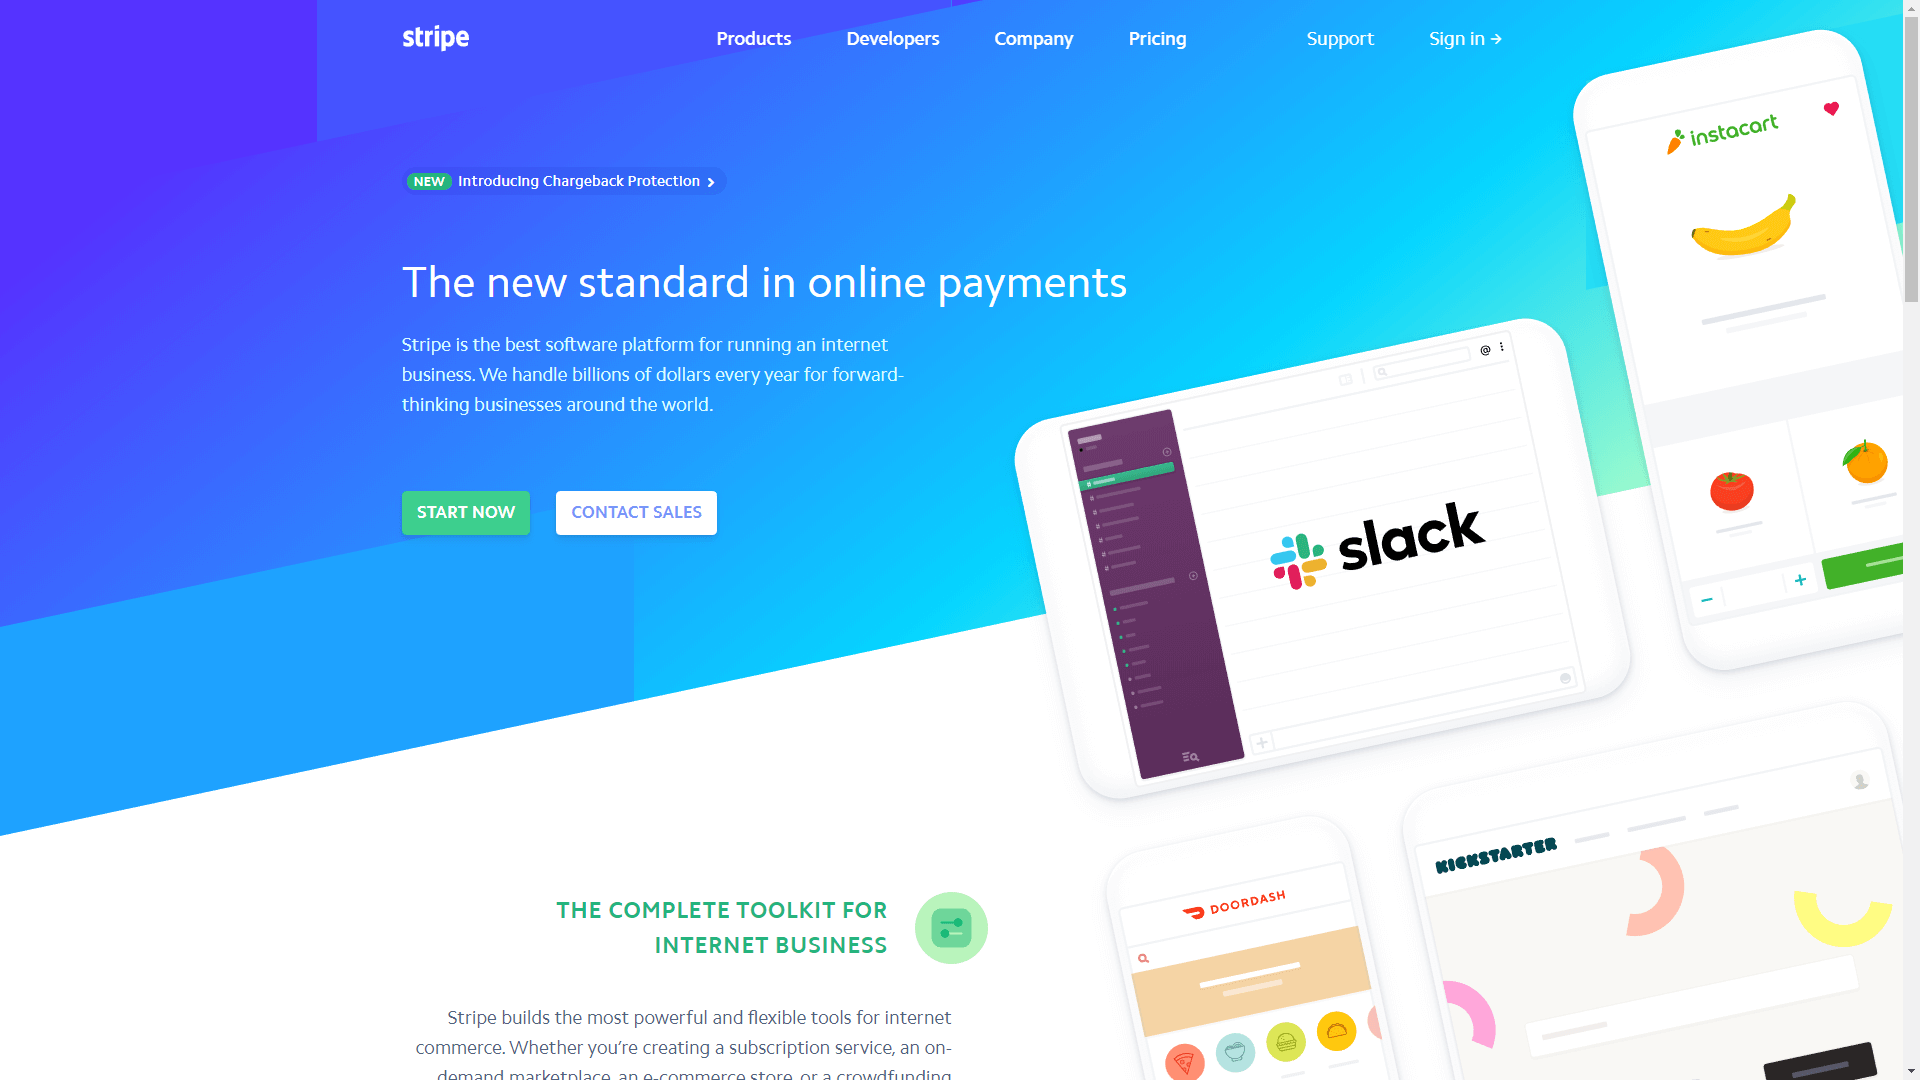 stripe
Products
Developers
Company
Pricing
Support
Sign in →
NEW Introducing Chargeback Protection
The new standard in online payments
Stripe is the best software platform for running an internet
business. We handle billions of dollars every year for forward-
thinking businesses around the world.
START NOW
CONTACT SALES
instacart
@
slack
KICKSTARTER
DOORDASH
THE COMPLETE TOOLKIT FOR
INTERNET BUSINESS
Stripe builds the most powerful and flexible tools for internet
commerce. Whether you’re creating a subscription service, an on-
demand marketplace, an e-commerce store, or a crowdfunding